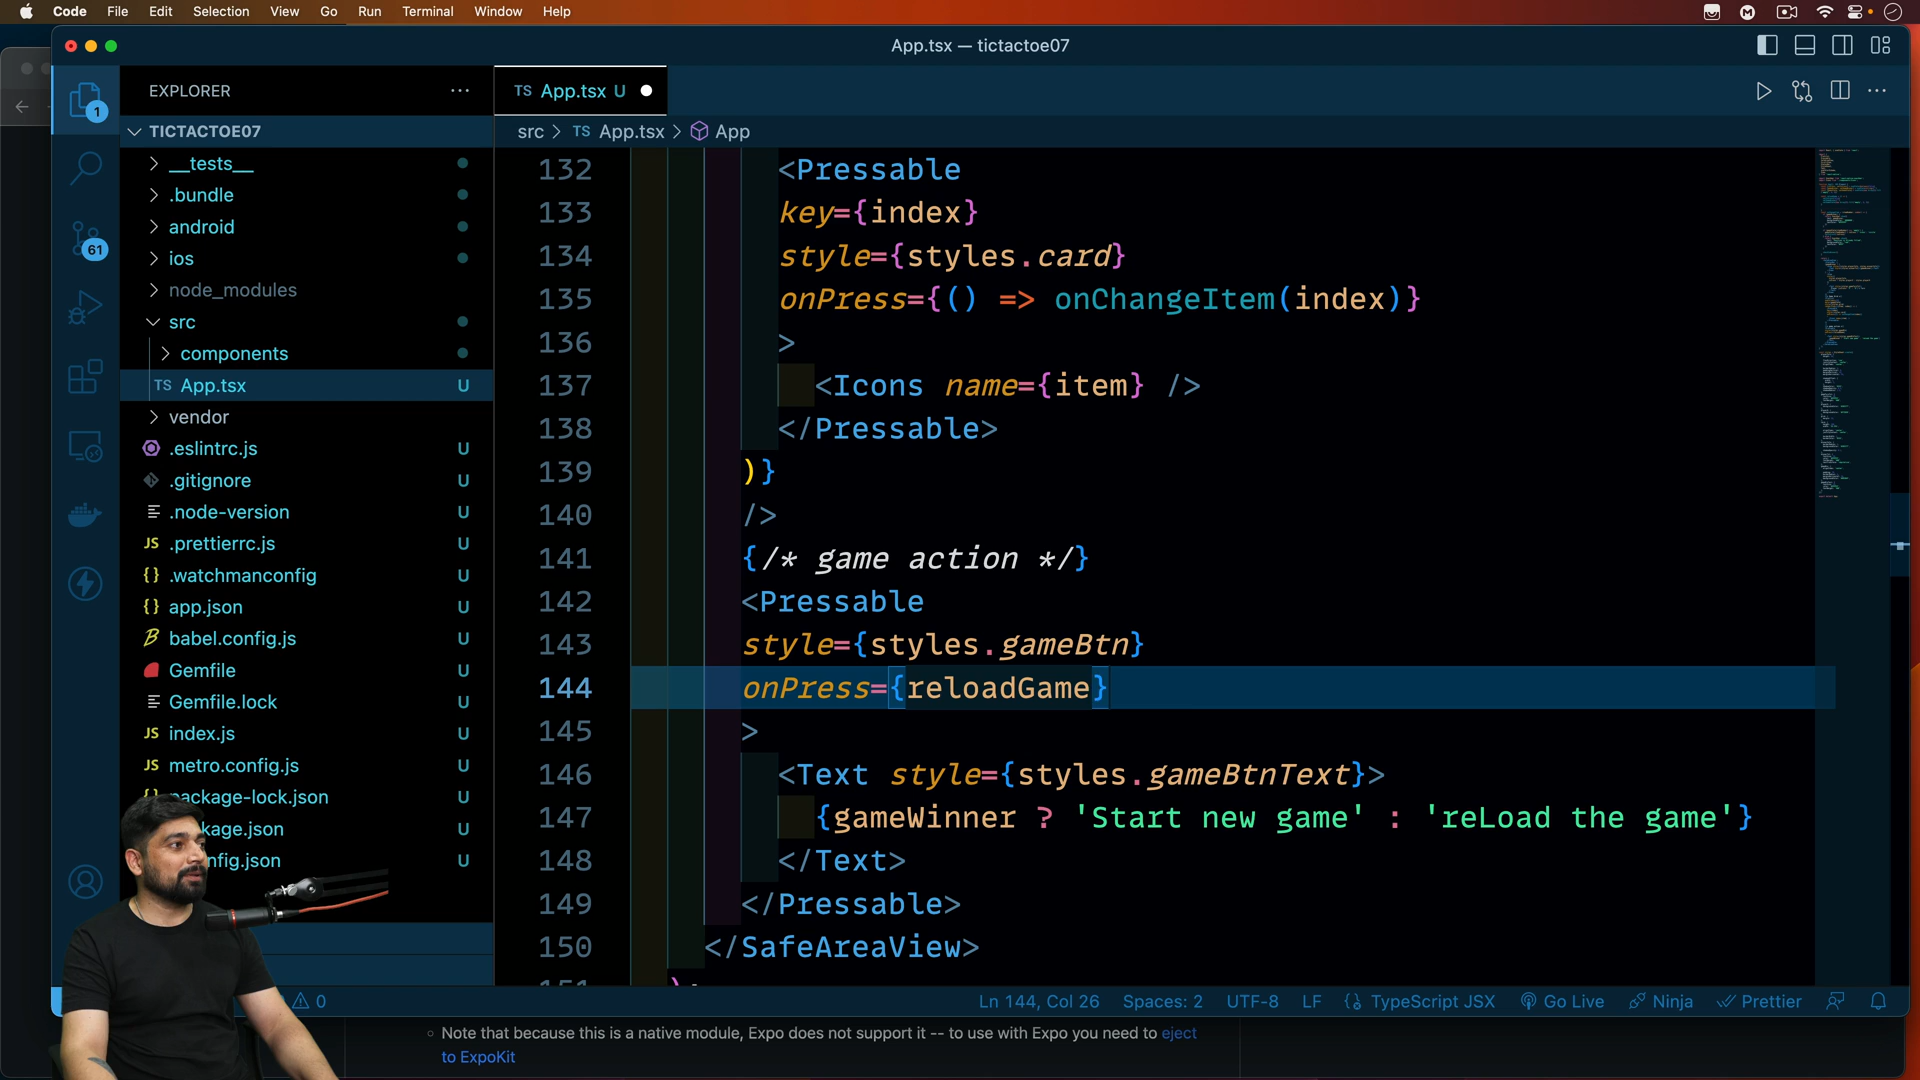 Code File Edit Selection View Go Run Terminal Window Help
App.tsx — tictactoe07
EXPLORER
TS App.tsx U
TICTACTOE07
src > TS App.tsx > App
__tests__
.bundle
android
ios
node_modules
src
components
TS App.tsx U
vendor
.eslintrc.js U
.gitignore U
.node-version U
JS .prettierrc.js U
{} .watchmanconfig U
{} app.json U
babel.config.js U
Gemfile U
Gemfile.lock U
JS index.js U
JS metro.config.js U
package-lock.json U
kage.json U
nfig.json U
1
61
132 <Pressable
133 key={index}
134 style={styles.card}
135 onPress={() => onChangeItem(index)}
136 >
137 <Icons name={item} />
138 </Pressable>
139 )}
140 />
141 {/* game action */}
142 <Pressable
143 style={styles.gameBtn}
144 onPress={reloadGame}
145 >
146 <Text style={styles.gameBtnText}>
147 {gameWinner ? 'Start new game' : 'reLoad the game'}
148 </Text>
149 </Pressable>
150 </SafeAreaView>
0 Ln 144, Col 26 Spaces: 2 UTF-8 LF TypeScript JSX Go Live Ninja Prettier
Note that because this is a native module, Expo does not support it -- to use with Expo you need to eject
to ExpoKit